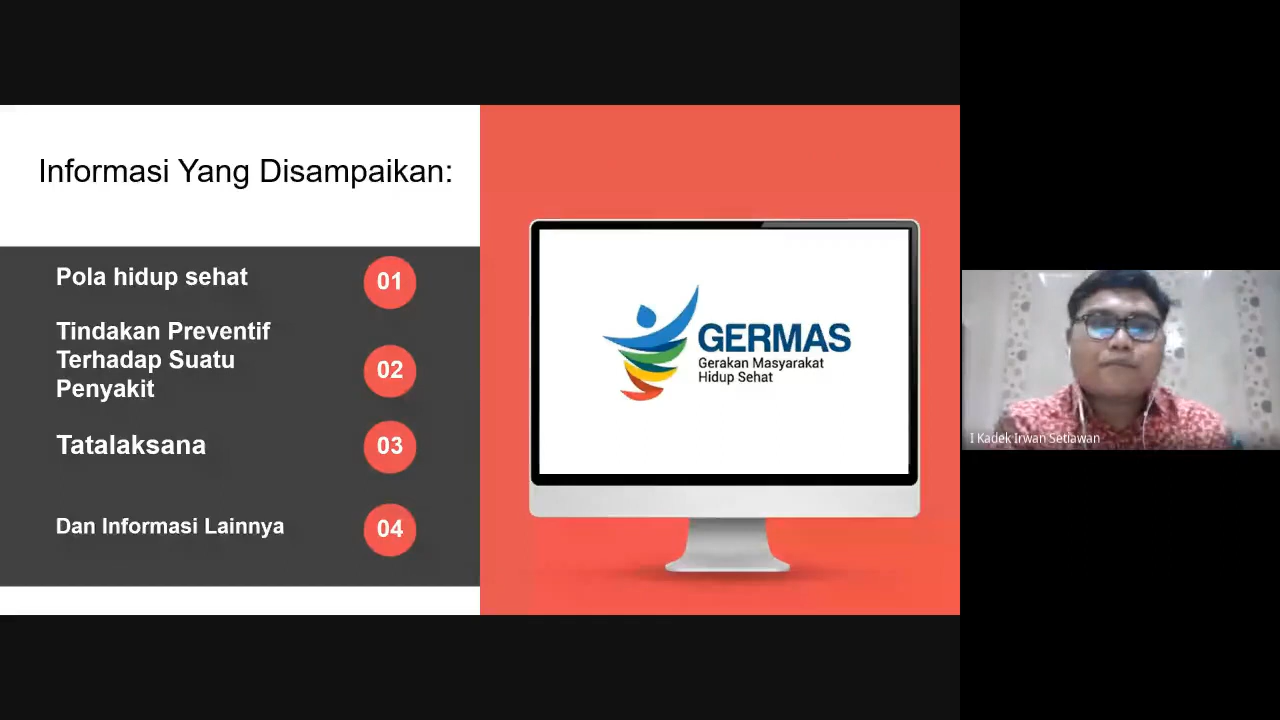 Informasi Yang Disampaikan:
Pola hidup sehat
01
Tindakan Preventif
Terhadap Suatu
Penyakit
02
Tatalaksana
03
Dan Informasi Lainnya
04
GERMAS
Gerakan Masyarakat
Hidup Sehat
I Kadek Irwan Setiawan